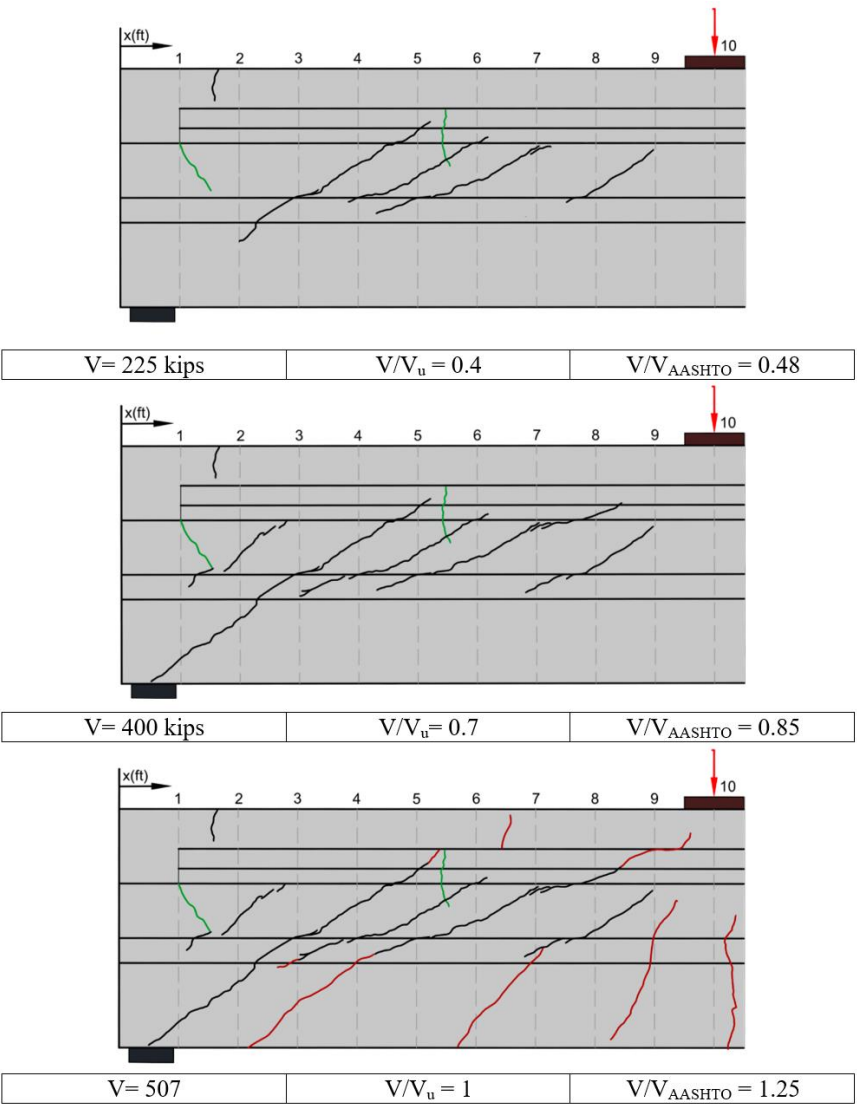 x(ft)
1 2 3 4 5 6 7 8 9 10
V= 225 kips V/Vu = 0.4 V/VAASHTO = 0.48
x(ft)
1 2 3 4 5 6 7 8 9 10
V= 400 kips V/Vu= 0.7 V/VAASHTO = 0.85
x(ft)
1 2 3 4 5 6 7 8 9 10
V= 507 V/Vu = 1 V/VAASHTO = 1.25